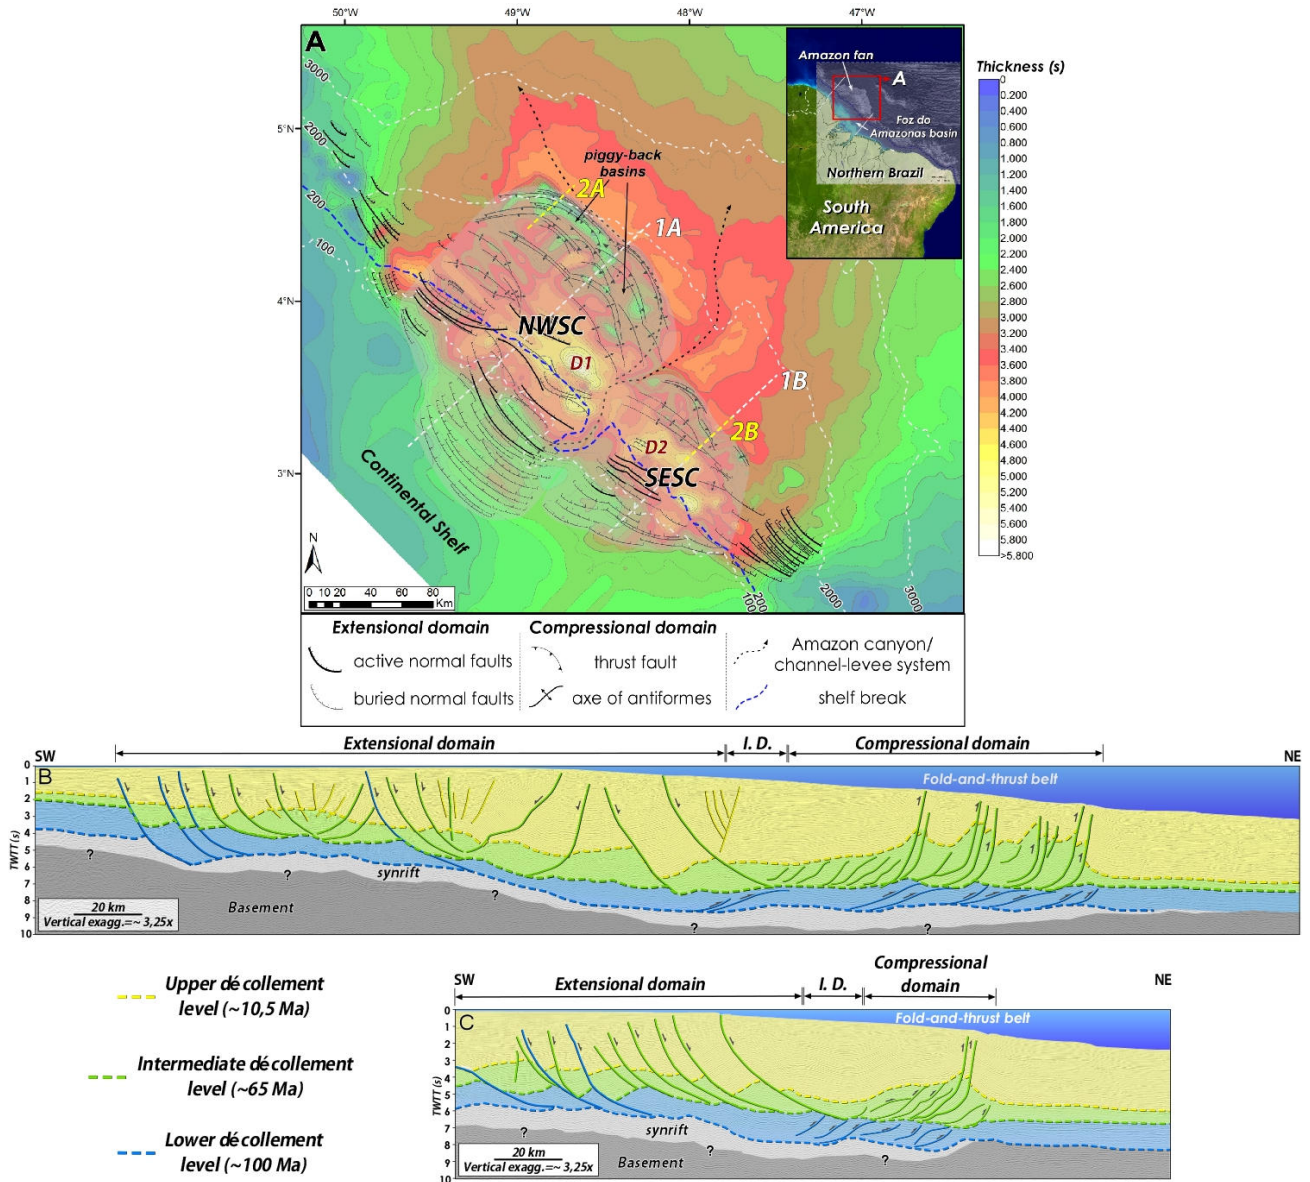 50°W
49°W
48°W
47°W
A
5°N
4°N
3°N
3000
2000
200
100
piggy-back
basins
2A
1A
NWSC
D1
1B
2B
D2
SESC
Continental Shelf
N
0 10 20 40 60 80
Km
100
200
2000
3000
Amazon fan
A
Foz do
Amazonas basin
Northern Brazil
South
America
Thickness (s)
0
0.200
0.400
0.600
0.800
1.000
1.200
1.400
1.600
1.800
2.000
2.200
2.400
2.600
2.800
3.000
3.200
3.400
3.600
3.800
4.000
4.200
4.400
4.600
4.800
5.000
5.200
5.400
5.600
5.800
>5.800
Extensional domain
active normal faults
buried normal faults
Compressional domain
thrust fault
axe of antiformes
Amazon canyon/
channel-levee system
shelf break
SW
Extensional domain
I. D.
Compressional domain
NE
B
Fold-and-thrust belt
TWTT (s)
0
1
2
3
4
5
6
7
8
9
10
?
?
synrift
?
?
?
Basement
20 km
Vertical exagg.=~ 3,25x
Upper décollement
level (~10,5 Ma)
Intermediate décollement
level (~65 Ma)
Lower décollement
level (~100 Ma)
SW
Extensional domain
I. D.
Compressional
domain
NE
C
Fold-and-thrust belt
TWTT (s)
0
1
2
3
4
5
6
7
8
9
10
?
synrift
?
?
Basement
20 km
Vertical exagg.=~ 3,25x